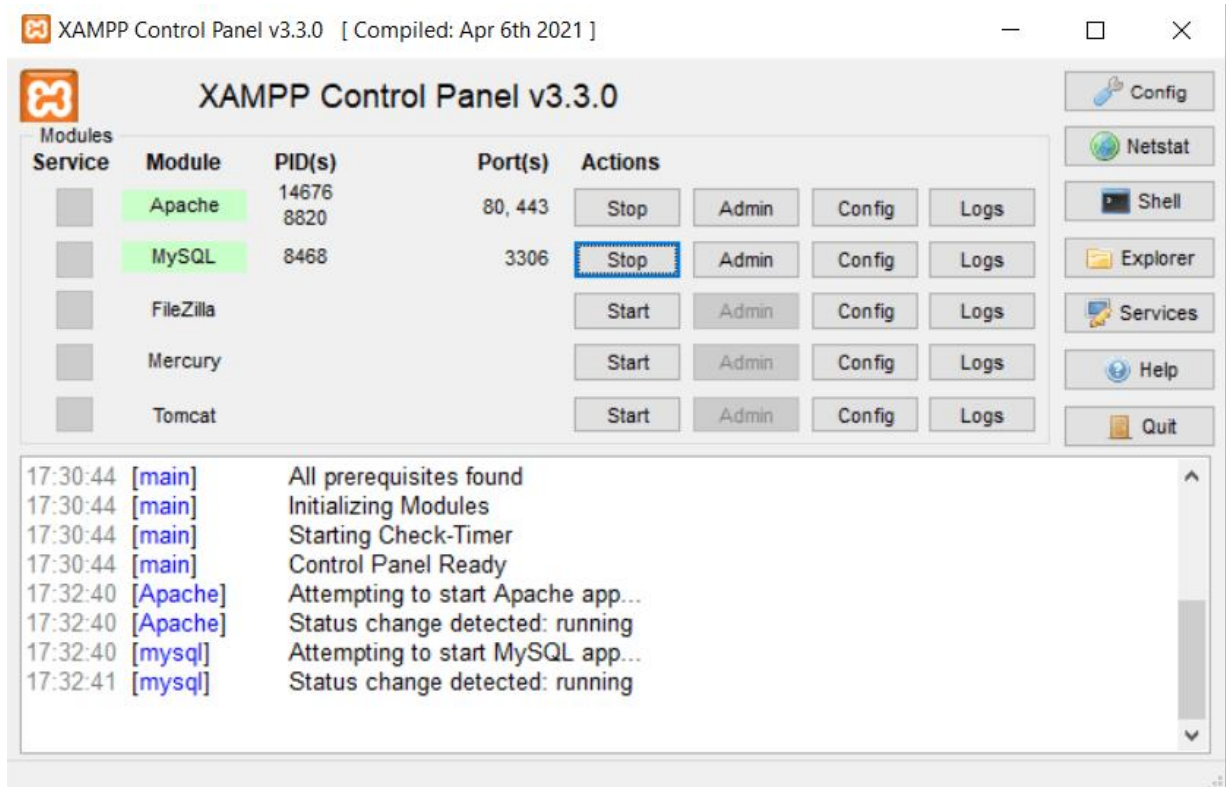 XAMPP Control Panel v3.3.0 [ Compiled: Apr 6th 2021 ]
XAMPP Control Panel v3.3.0
Config
Modules
Service Module PID(s) Port(s) Actions
Netstat
Apache 14676 8820 80, 443 Stop Admin Config Logs
Shell
MySQL 8468 3306 Stop Admin Config Logs
Explorer
FileZilla Start Admin Config Logs
Services
Mercury Start Admin Config Logs
Help
Tomcat Start Admin Config Logs
Quit
17:30:44 [main] All prerequisites found
17:30:44 [main] Initializing Modules
17:30:44 [main] Starting Check-Timer
17:30:44 [main] Control Panel Ready
17:32:40 [Apache] Attempting to start Apache app...
17:32:40 [Apache] Status change detected: running
17:32:40 [mysql] Attempting to start MySQL app...
17:32:41 [mysql] Status change detected: running